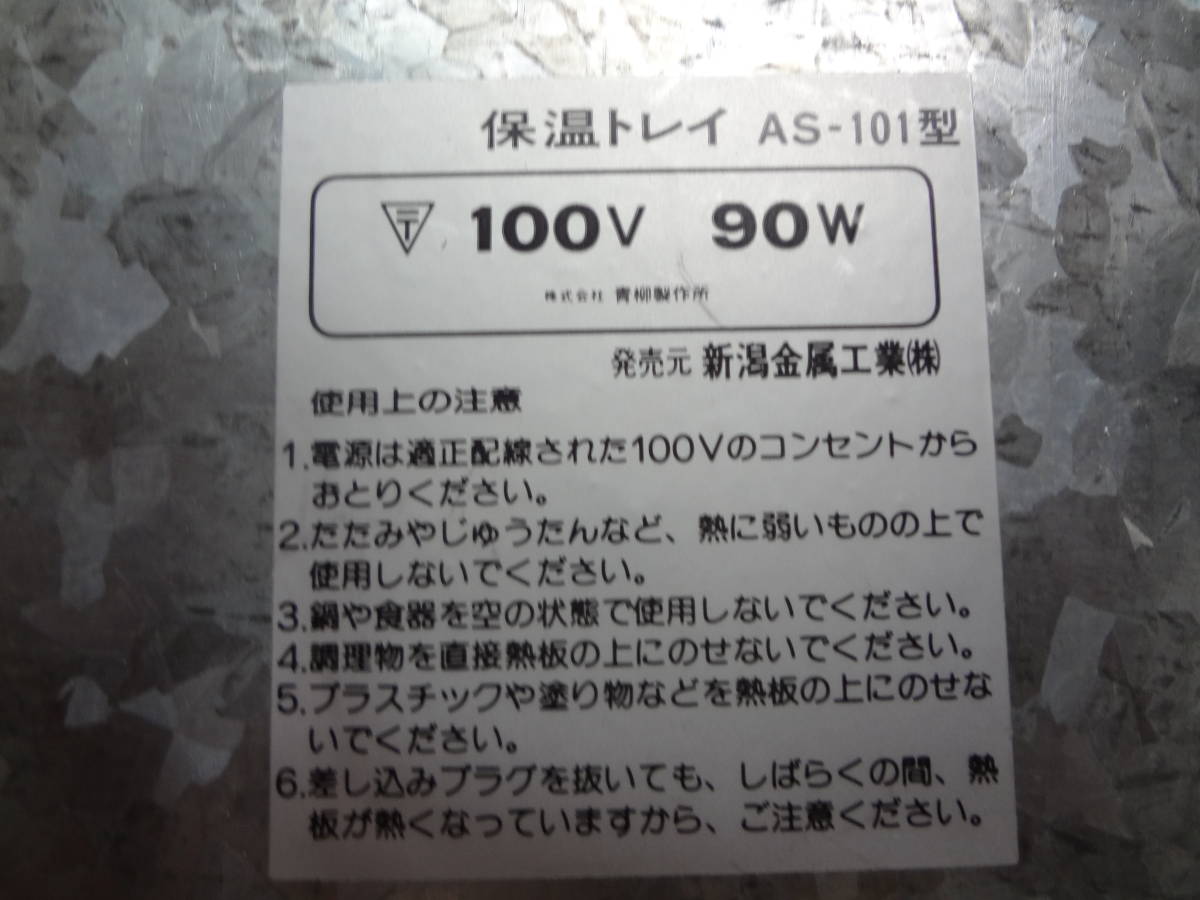 保温トレイ AS-101型
〒 100V 90W
株式会社 青柳製作所
発売元 新潟金属工業㈱
使用上の注意
1.電源は適正配線された100Vのコンセントから
おとりください。
2.たたみやじゅうたんなど、熱に弱いものの上で
使用しないでください。
3.鍋や食器を空の状態で使用しないでください。
4.調理物を直接熱板の上にのせないでください。
5.プラスチックや塗り物などを熱板の上にのせな
いでください。
6.差し込みプラグを抜いても、しばらくの間、熱
板が熱くなっていますから、ご注意ください。